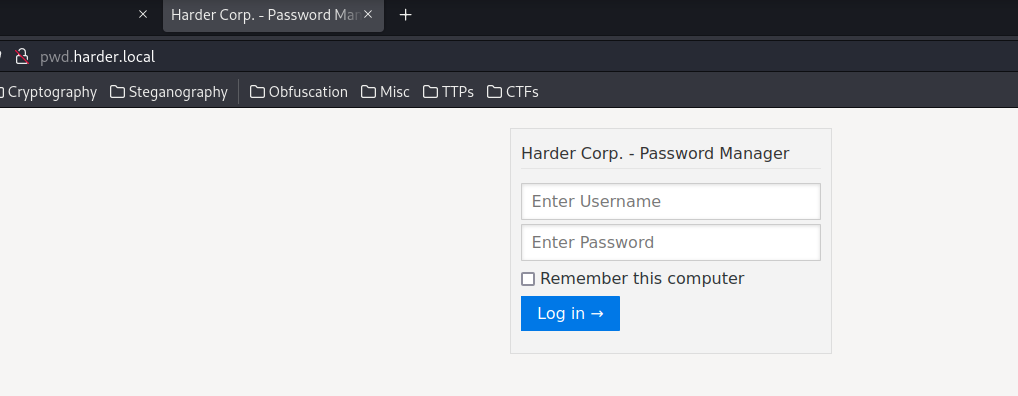 Harder Corp. - Password Man
pwd.harder.local
Cryptography Steganography Obfuscation Misc TTPs CTFs
Harder Corp. - Password Manager
Enter Username
Enter Password
Remember this computer
Log in →